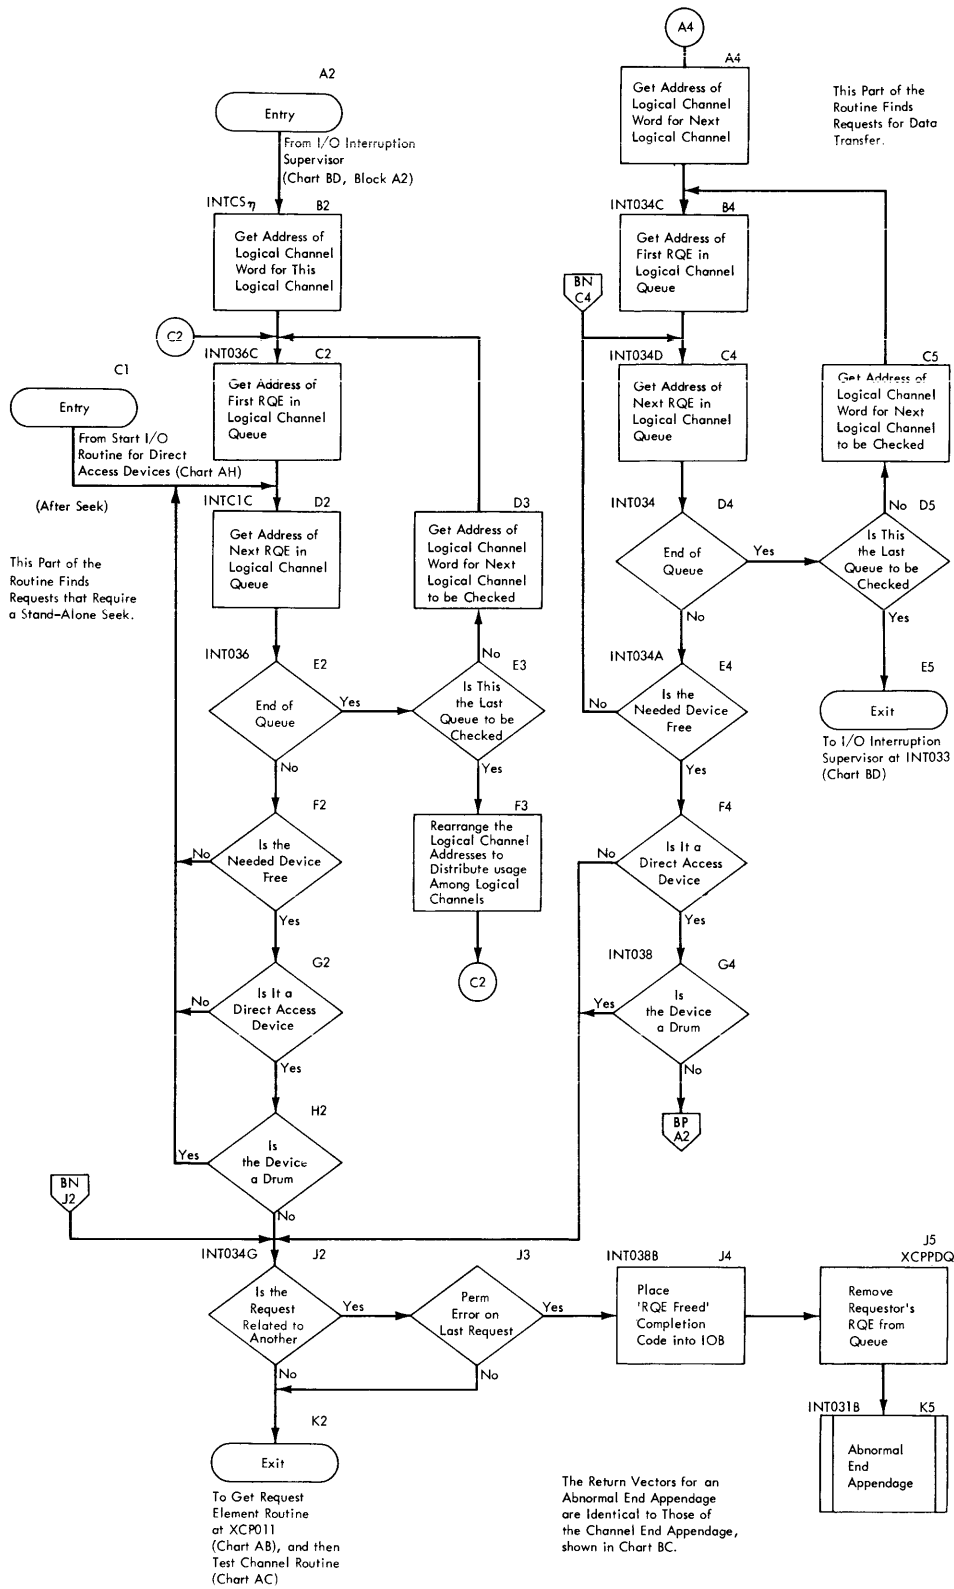 A4
A4
Get Address of
Logical Channel
Word for Next
Logical Channel
This Part of the
Routine Finds
Requests for Data
Transfer.
A2
Entry
From I/O Interruption
Supervisor
(Chart BD, Block A2)
INTCSη
B2
Get Address of
Logical Channel
Word for This
Logical Channel
INT034C
B4
Get Address of
First RQE in
Logical Channel
Queue
BN
C4
C2
INT036C
C2
Get Address of
First RQE in
Logical Channel
Queue
INT034D
C4
Get Address of
Next RQE in
Logical Channel
Queue
C5
Get Address of
Logical Channel
Word for Next
Logical Channel
to be Checked
C1
Entry
From Start I/O
Routine for Direct
Access Devices (Chart AH)
(After Seek)
This Part of the
Routine Finds
Requests that Require
a Stand-Alone Seek.
INTC1C
D2
Get Address of
Next RQE in
Logical Channel
Queue
D3
Get Address of
Logical Channel
Word for Next
Logical Channel
to be Checked
INT034
D4
End of
Queue
Yes
No
No
D5
Is This
the Last
Queue to be
Checked
Yes
INT036
E2
End of
Queue
Yes
No
No
E3
Is This
the Last
Queue to be
Checked
Yes
INT034A
E4
Is the
Needed Device
Free
No
Yes
E5
Exit
To I/O Interruption
Supervisor at INT033
(Chart BD)
F2
Is the
Needed Device
Free
No
Yes
F3
Rearrange the
Logical Channel
Addresses to
Distribute usage
Among Logical
Channels
C2
F4
Is It a
Direct Access
Device
No
Yes
G2
Is It a
Direct Access
Device
No
Yes
INT038
G4
Is
the Device
a Drum
Yes
No
BP
A2
H2
Is
the Device
a Drum
Yes
No
BN
J2
INT034G
J2
Is the
Request
Related to
Another
Yes
No
J3
Perm
Error on
Last Request
Yes
No
INT038B
J4
Place
'RQE Freed'
Completion
Code into IOB
J5
XCPPDQ
Remove
Requestor's
RQE from
Queue
K2
Exit
To Get Request
Element Routine
at XCP011
(Chart AB), and then
Test Channel Routine
(Chart AC)
The Return Vectors for an
Abnormal End Appendage
are Identical to Those of
the Channel End Appendage,
shown in Chart BC.
INT031B
K5
Abnormal
End
Appendage